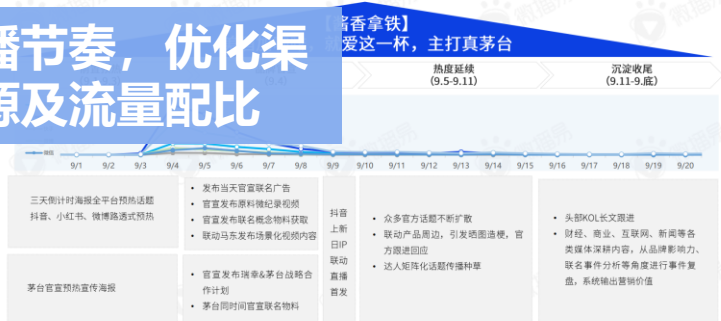 播节奏，优化渠
源及流量配比
【酱香拿铁】
爱这一杯，主打真茅台
热度延续
(9.5-9.11)
沉淀收尾
(9.11-9.底)
9/1 9/2 9/3 9/4 9/5 9/6 9/7 9/8 9/9 9/10 9/11 9/12 9/13 9/14 9/15 9/16 9/17 9/18 9/19 9/20
三天倒计时海报全平台预热话题
抖音、小红书、微博路透式预热
茅台官宣预热宣传海报
• 发布当天官宣联名广告
• 官宣发布原料微纪录视频
• 官宣发布联名概念物料获取
• 联动马东发布场景化视频内容
• 官宣发布瑞幸&茅台战略合
作计划
• 茅台同时间官宣联名物料
抖音
上新
日IP
联动
直播
首发
• 众多官方话题不断扩散
• 联动产品周边，引发晒图造梗，官
方跟进回应
• 达人矩阵化话题传播种草
• 头部KOL长文跟进
• 财经、商业、互联网、新闻等各
类媒体深耕内容，从品牌影响力、
联名事件分析等角度进行事件复
盘，系统输出营销价值